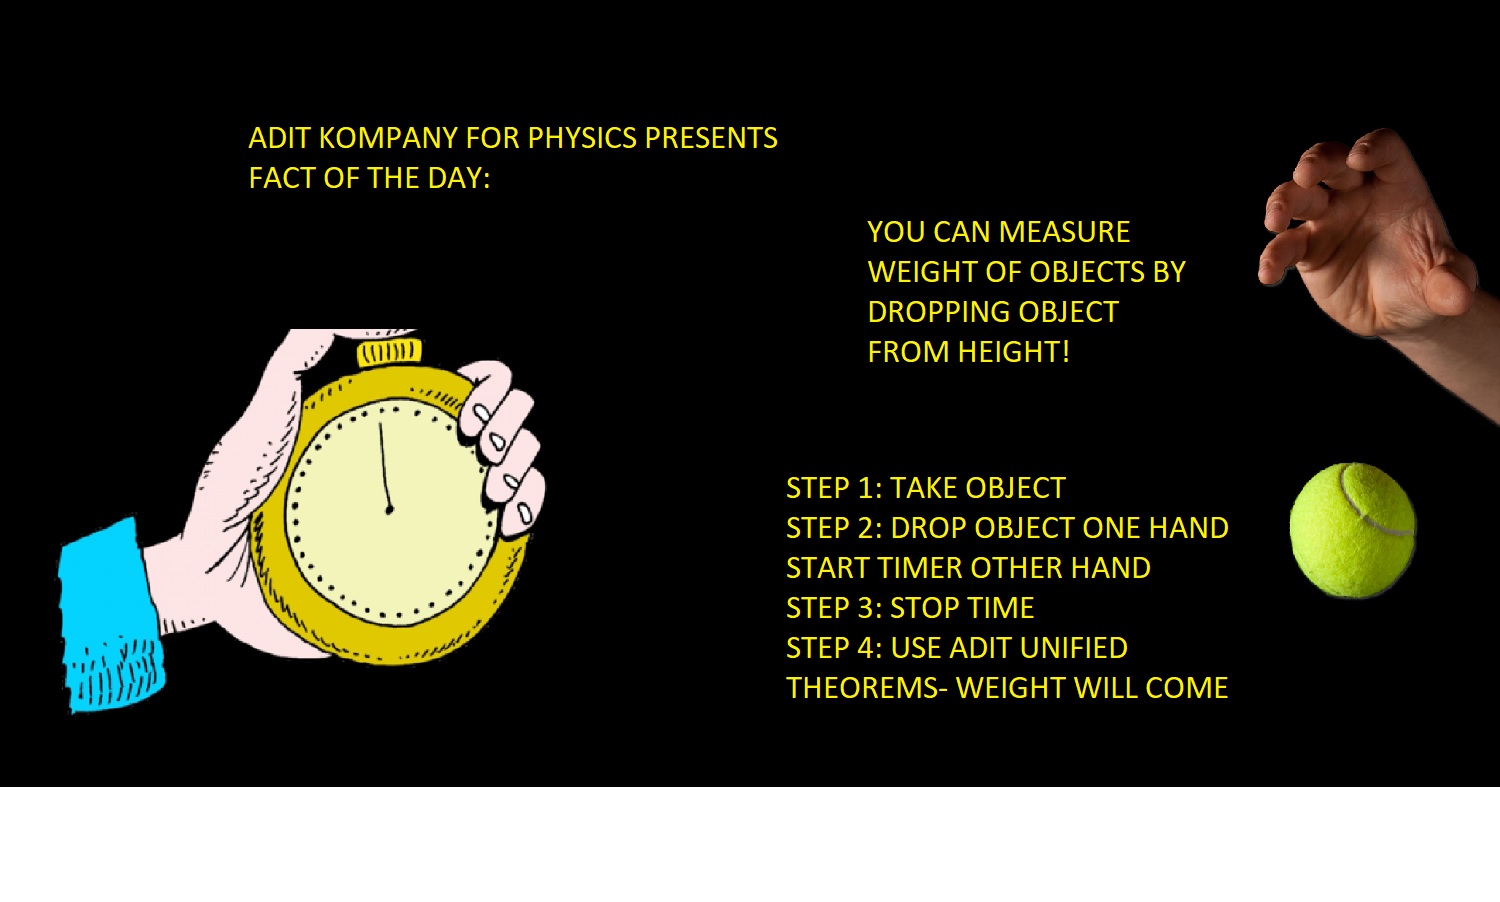 ADIT KOMPANY FOR PHYSICS PRESENTS
FACT OF THE DAY:
YOU CAN MEASURE
WEIGHT OF OBJECTS BY
DROPPING OBJECT
FROM HEIGHT!
STEP 1: TAKE OBJECT
STEP 2: DROP OBJECT ONE HAND
START TIMER OTHER HAND
STEP 3: STOP TIME
STEP 4: USE ADIT UNIFIED
THEOREMS- WEIGHT WILL COME